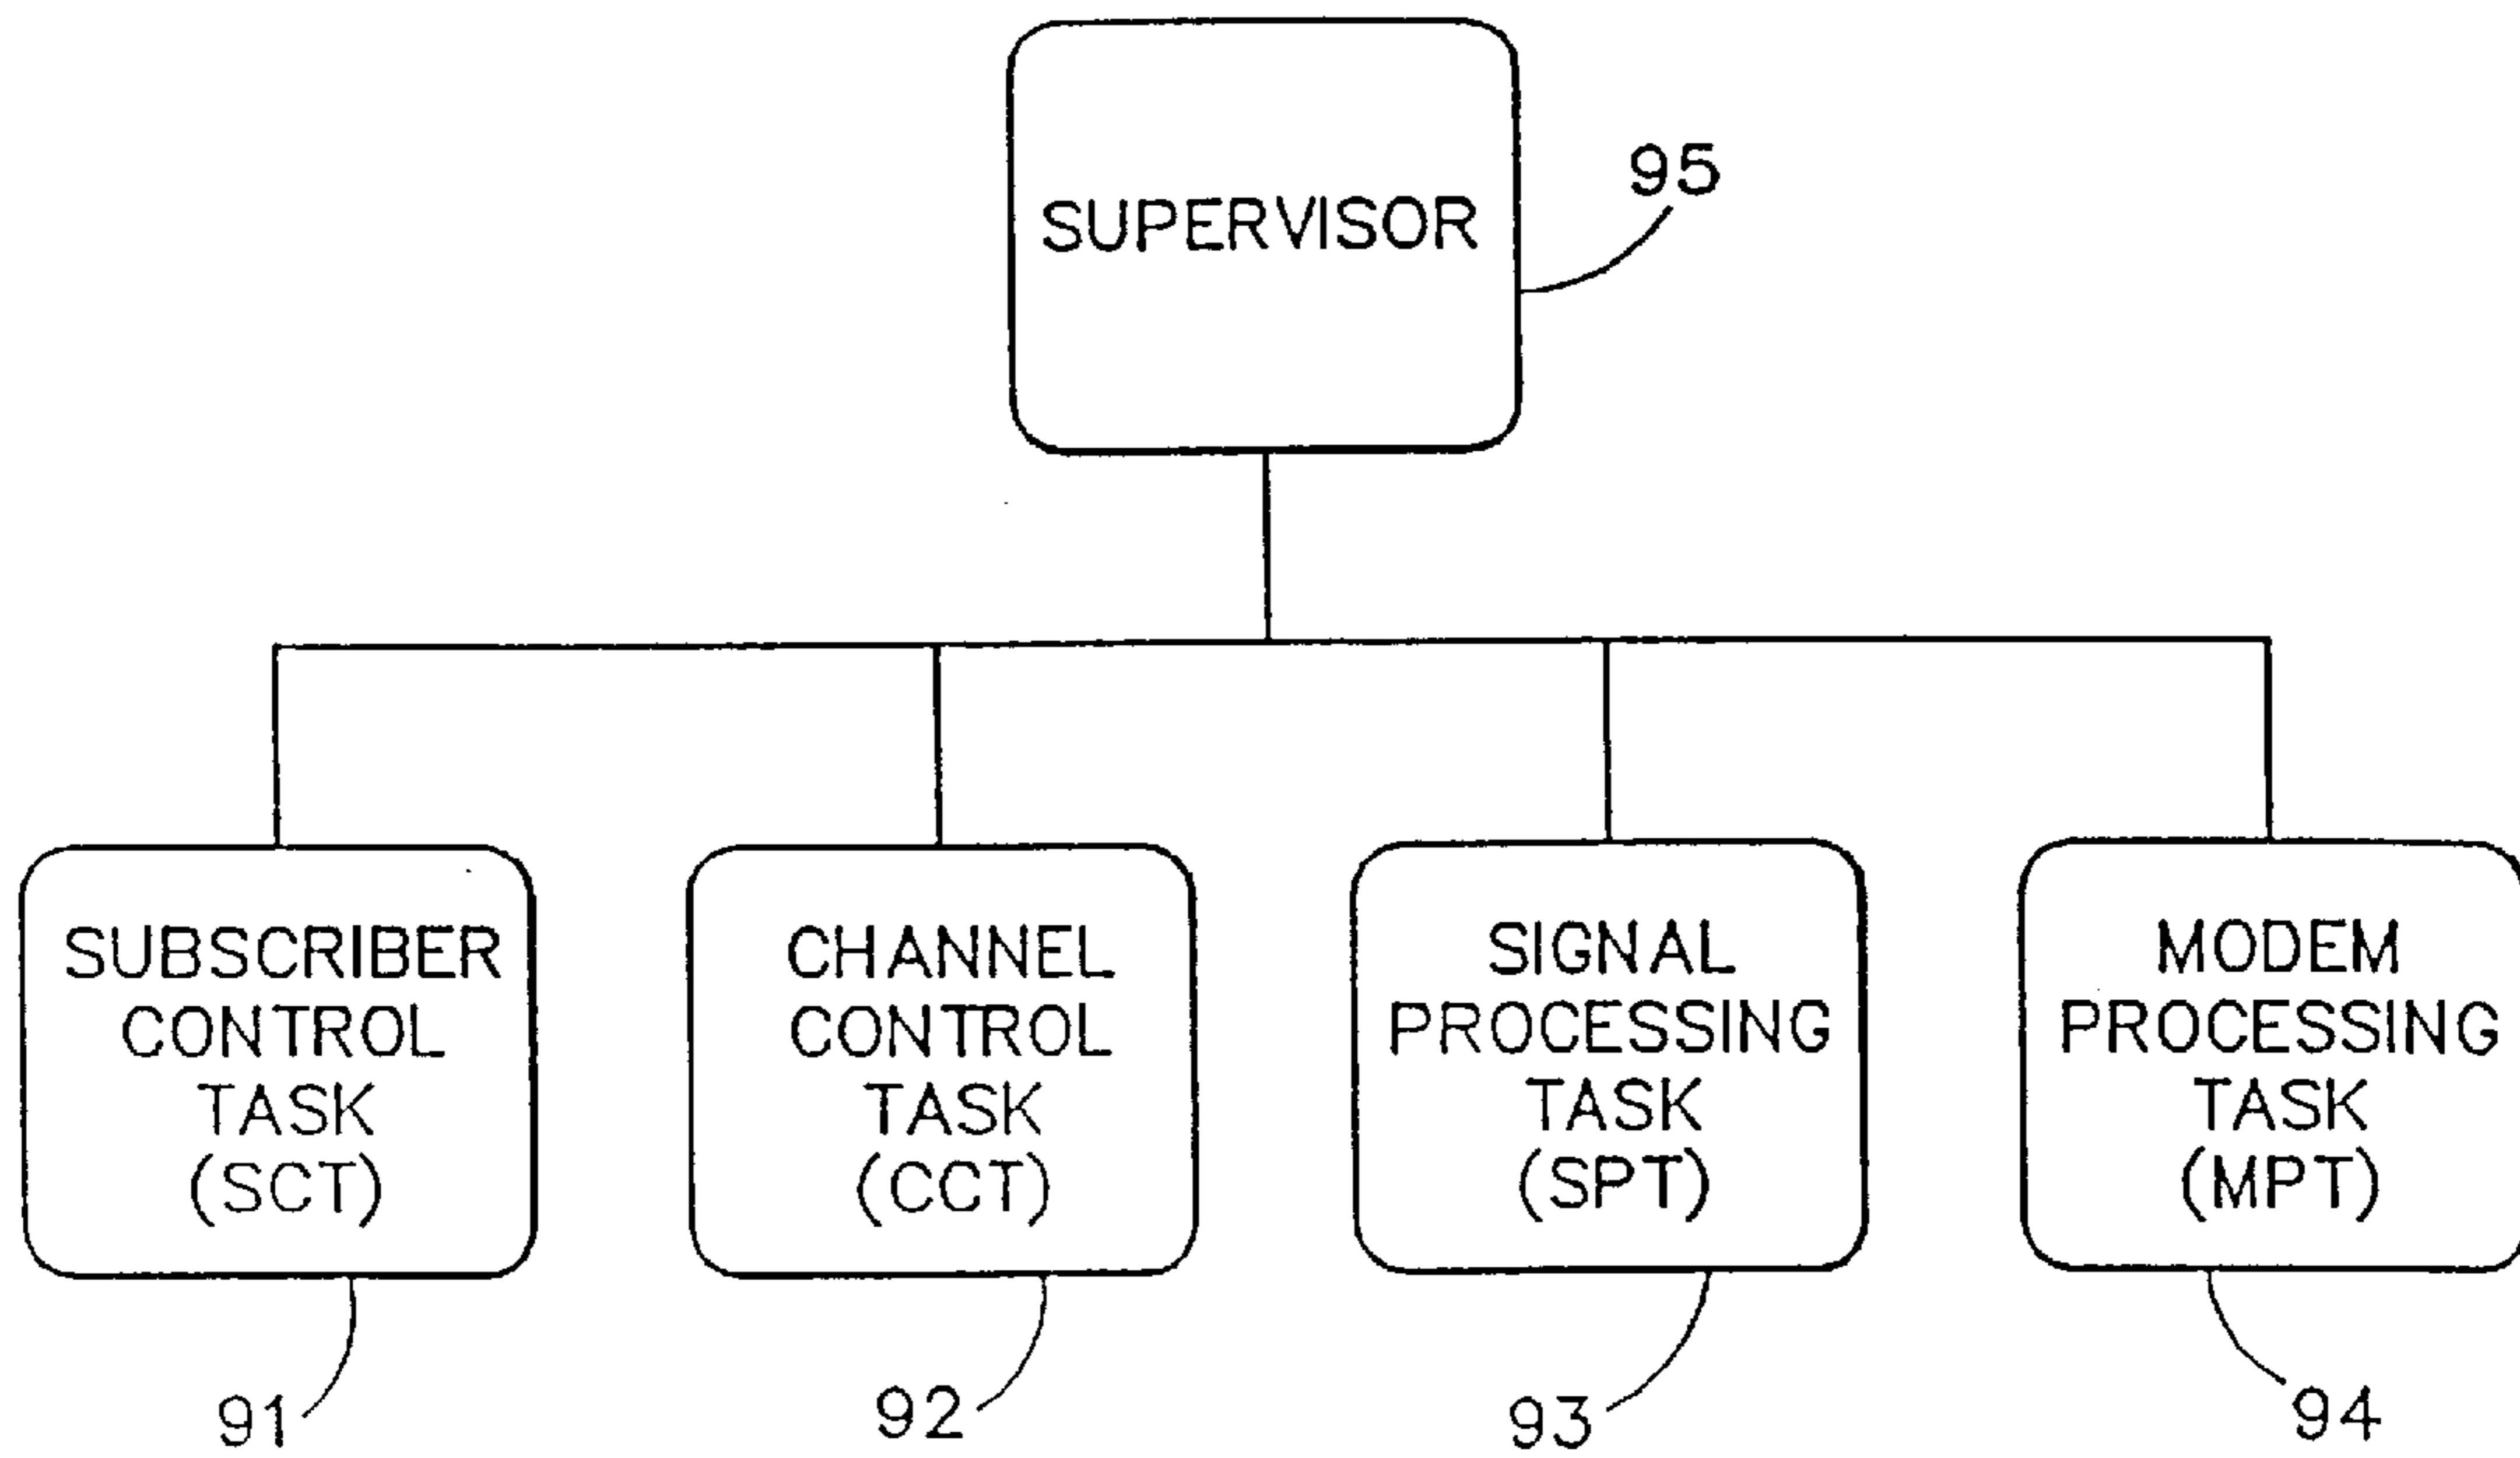 SUPERVISOR
95
SUBSCRIBER
CONTROL
TASK
(SCT)
CHANNEL
CONTROL
TASK
(CCT)
SIGNAL
PROCESSING
TASK
(SPT)
MODEM
PROCESSING
TASK
(MPT)
91
92
93
94